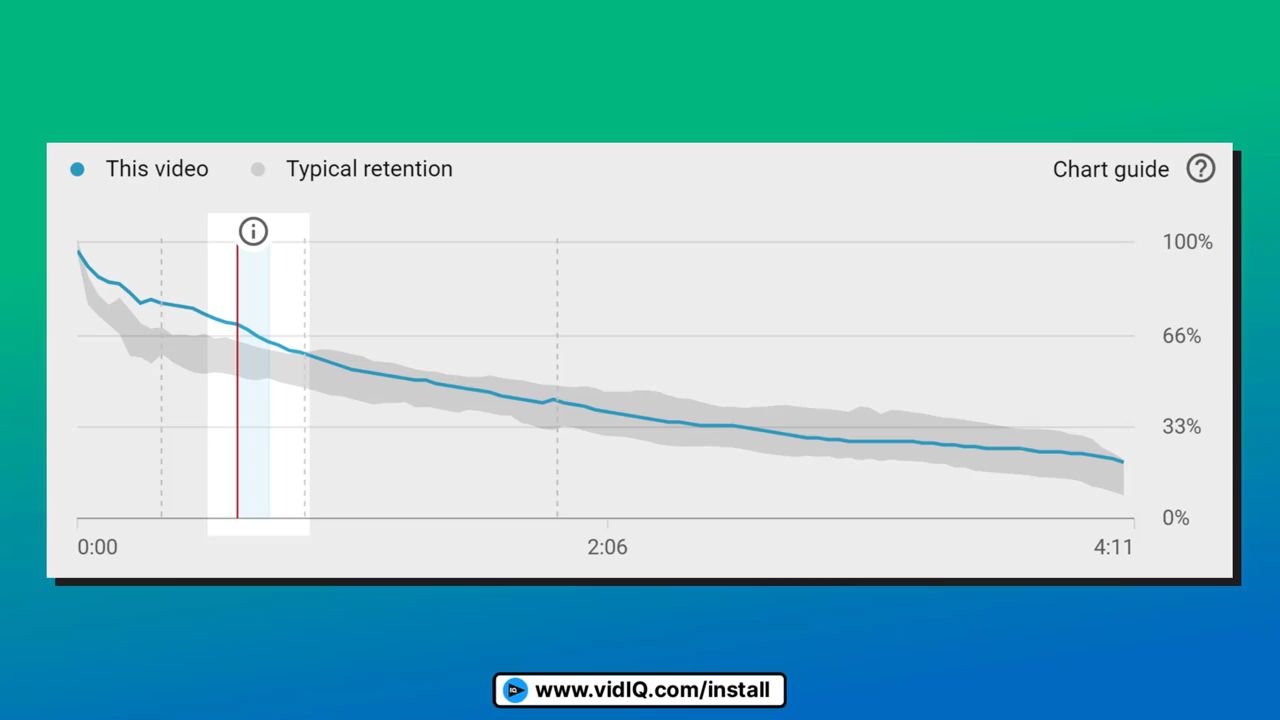 This video
Typical retention
Chart guide ?
i
100%
66%
33%
0%
0:00
2:06
4:11
IQ www.vidIQ.com/install